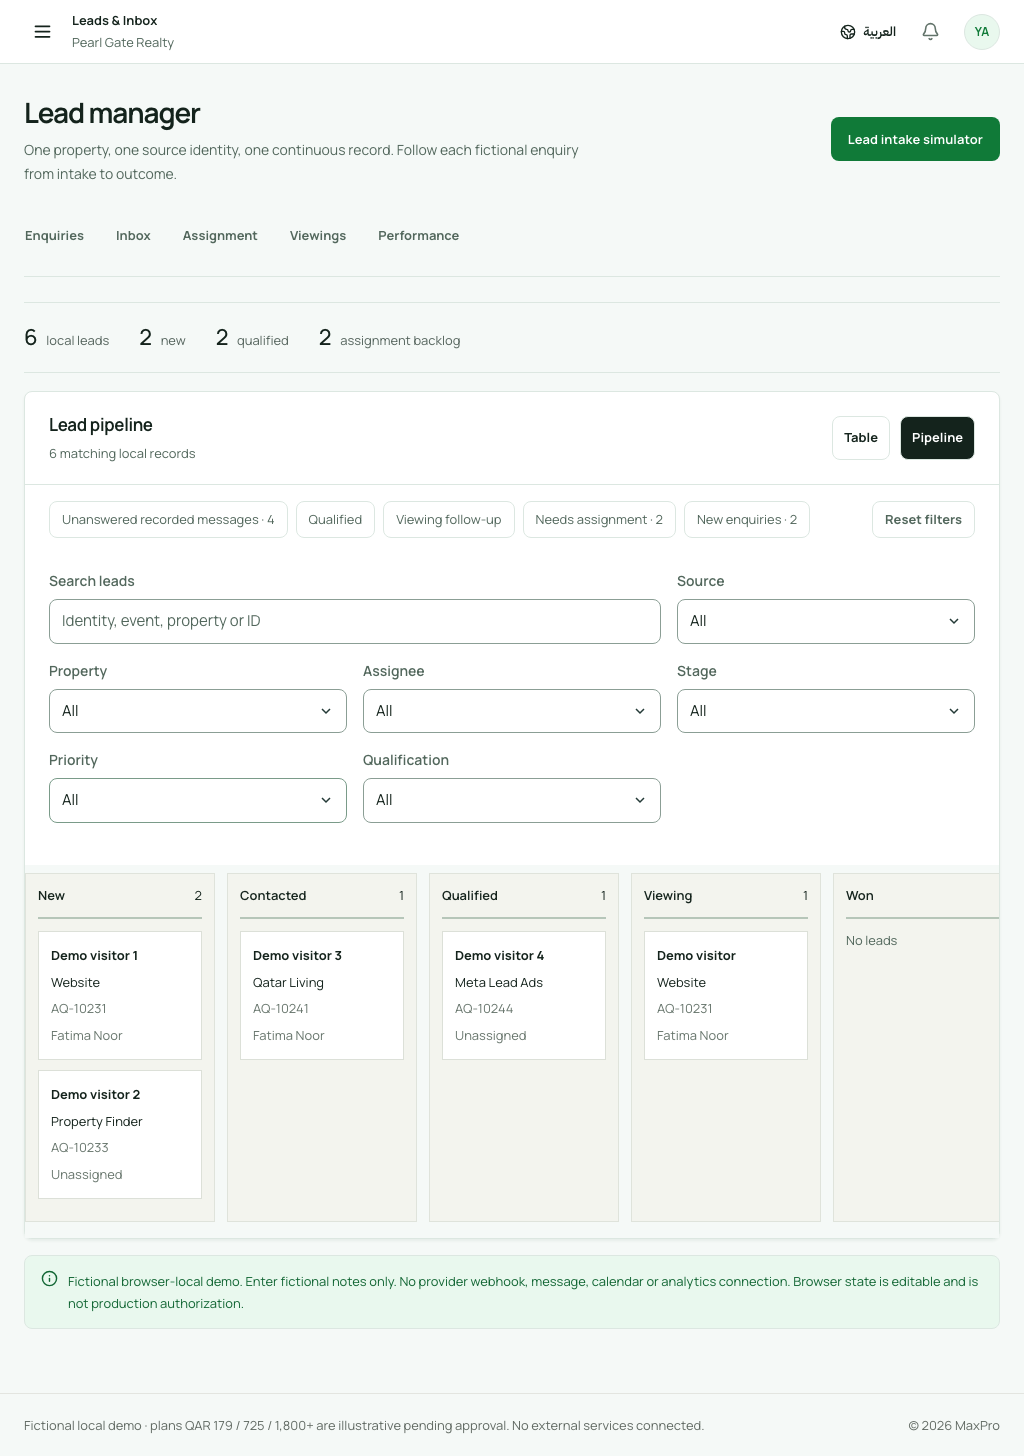 Leads & Inbox
Pearl Gate Realty
العربية
YA
Lead manager
One property, one source identity, one continuous record. Follow each fictional enquiry
from intake to outcome.
Lead intake simulator
Enquiries
Inbox
Assignment
Viewings
Performance
6 local leads
2 new
2 qualified
2 assignment backlog
Lead pipeline
6 matching local records
Table
Pipeline
Unanswered recorded messages · 4
Qualified
Viewing follow-up
Needs assignment · 2
New enquiries · 2
Reset filters
Search leads
Identity, event, property or ID
Source
All
Property
All
Assignee
All
Stage
All
Priority
All
Qualification
All
New 2
Demo visitor 1
Website
AQ-10231
Fatima Noor
Demo visitor 2
Property Finder
AQ-10233
Unassigned
Contacted 1
Demo visitor 3
Qatar Living
AQ-10241
Fatima Noor
Qualified 1
Demo visitor 4
Meta Lead Ads
AQ-10244
Unassigned
Viewing 1
Demo visitor
Website
AQ-10231
Fatima Noor
Won
No leads
Fictional browser-local demo. Enter fictional notes only. No provider webhook, message, calendar or analytics connection. Browser state is editable and is
not production authorization.
Fictional local demo · plans QAR 179 / 725 / 1,800+ are illustrative pending approval. No external services connected.
© 2026 MaxPro